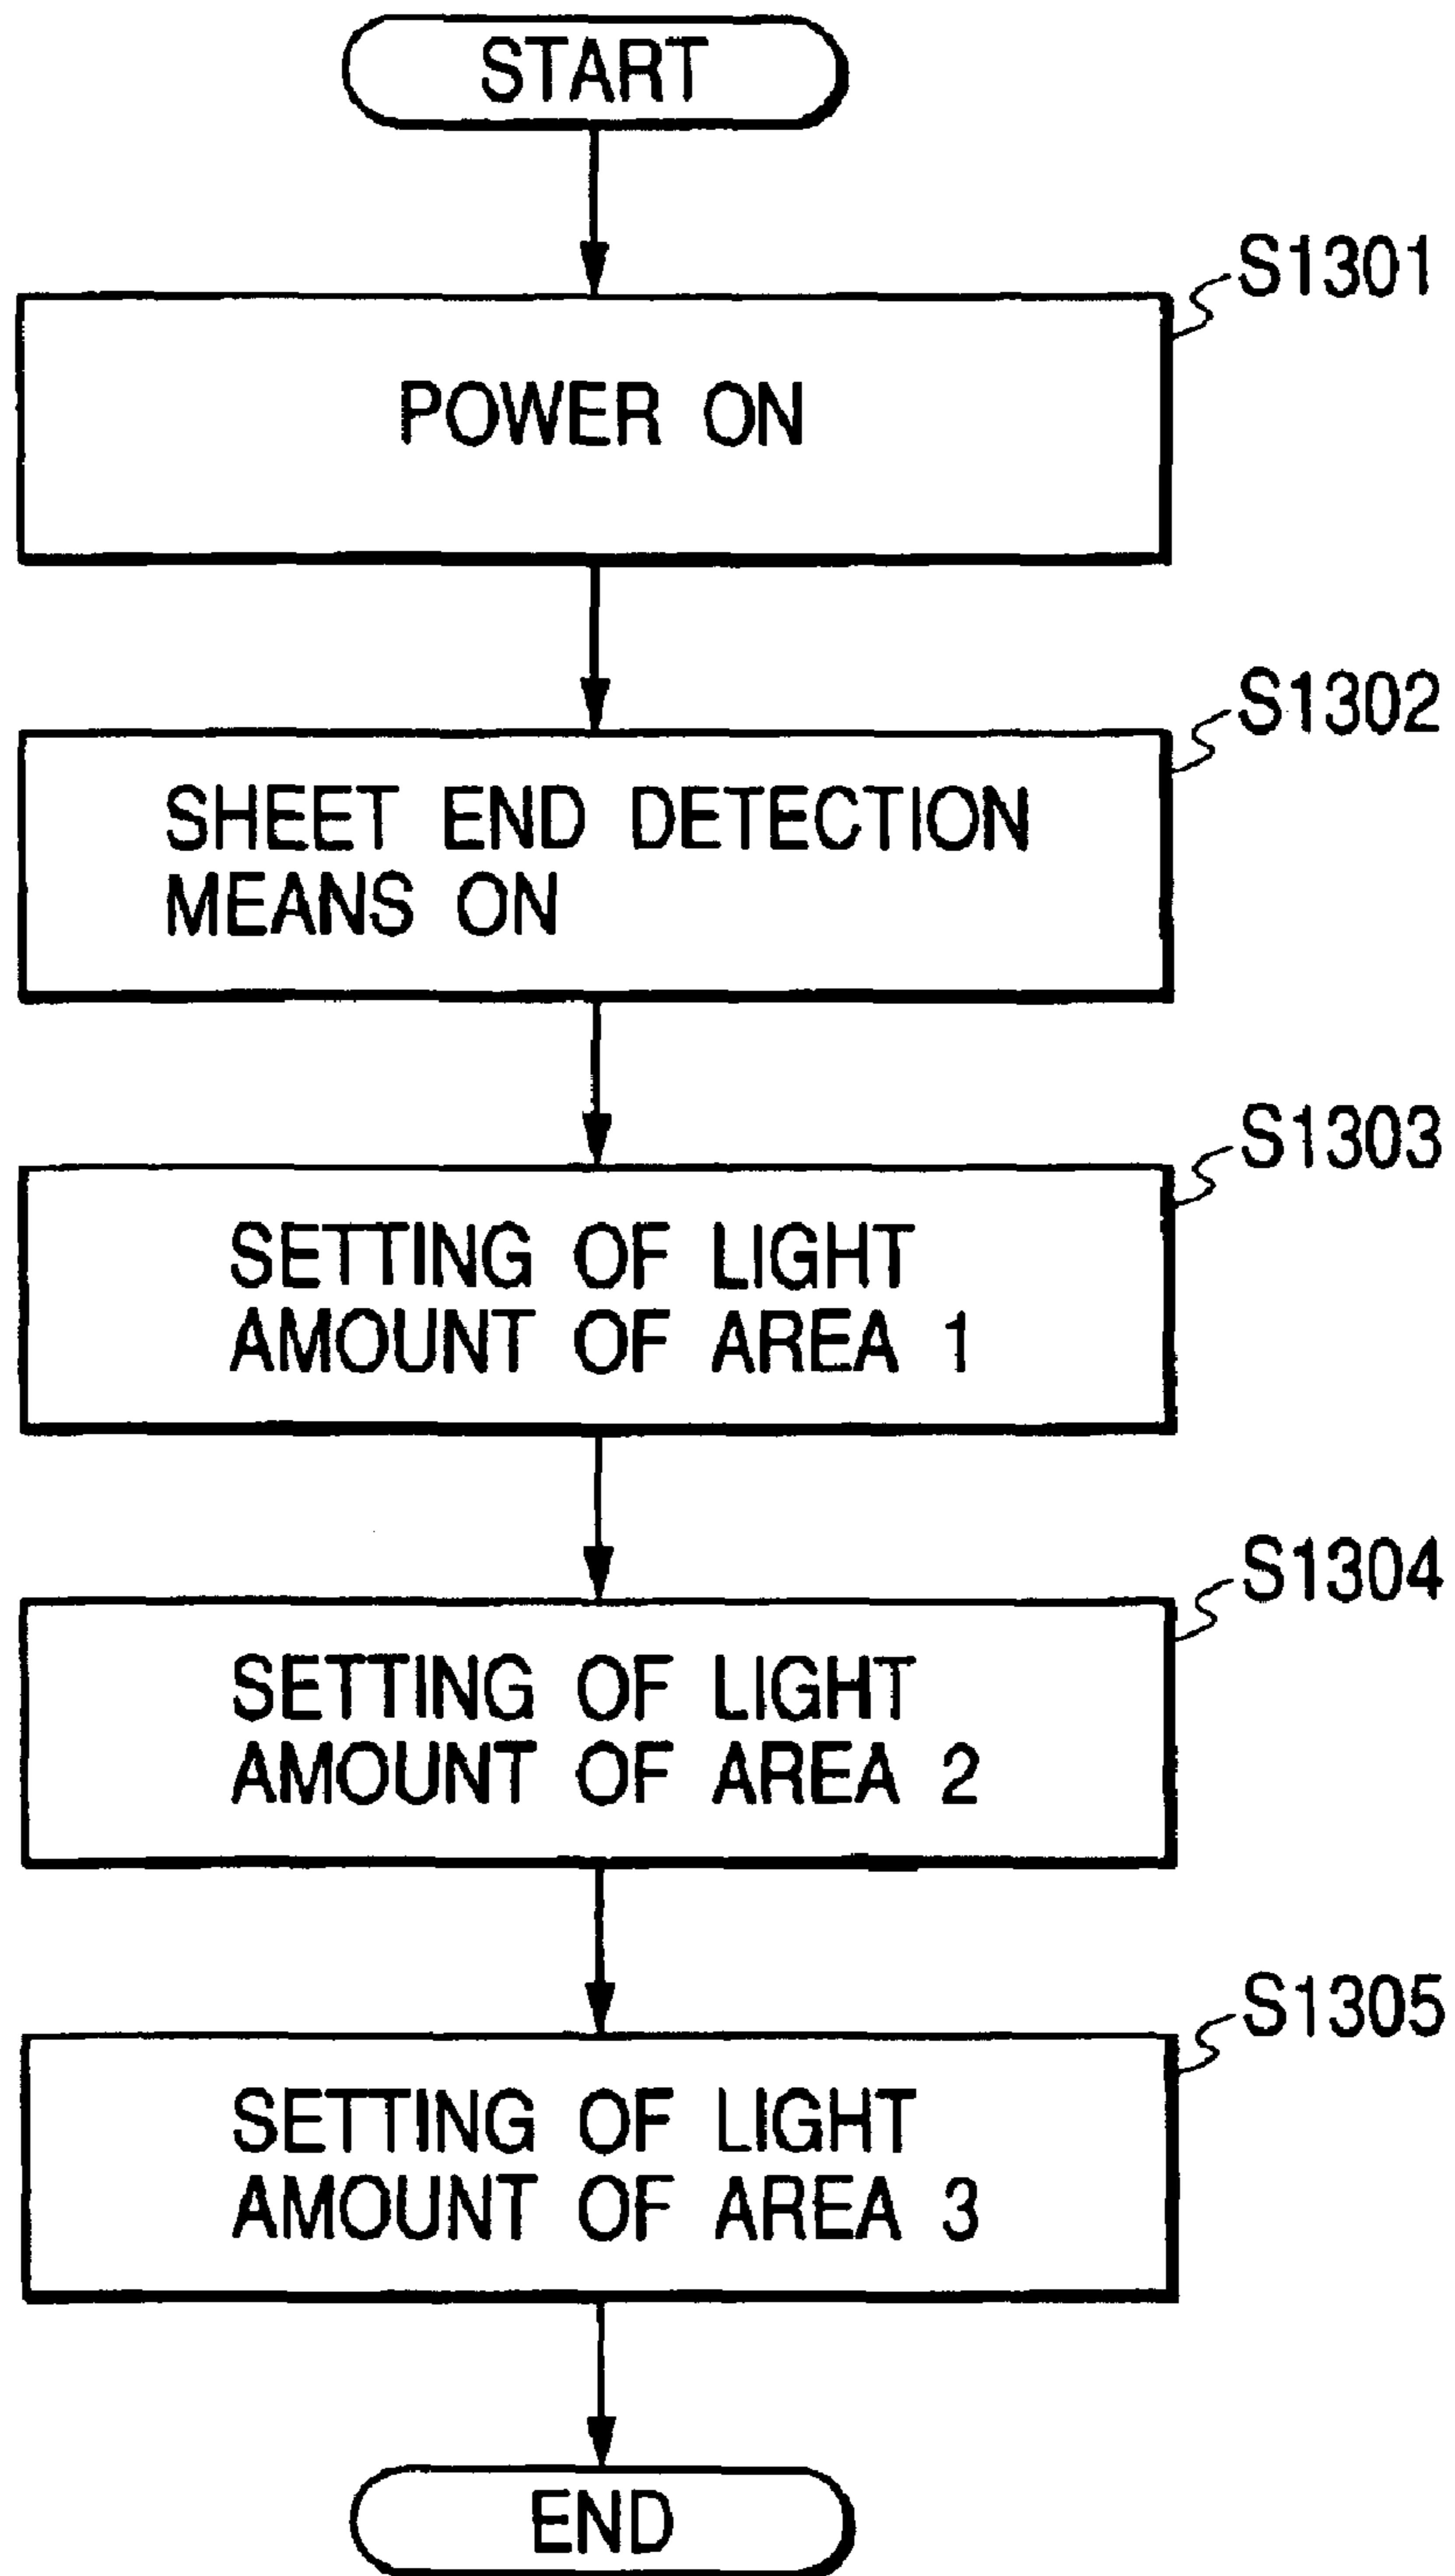 START
S1301
POWER ON
S1302
SHEET END DETECTION
MEANS ON
S1303
SETTING OF LIGHT
AMOUNT OF AREA 1
S1304
SETTING OF LIGHT
AMOUNT OF AREA 2
S1305
SETTING OF LIGHT
AMOUNT OF AREA 3
END